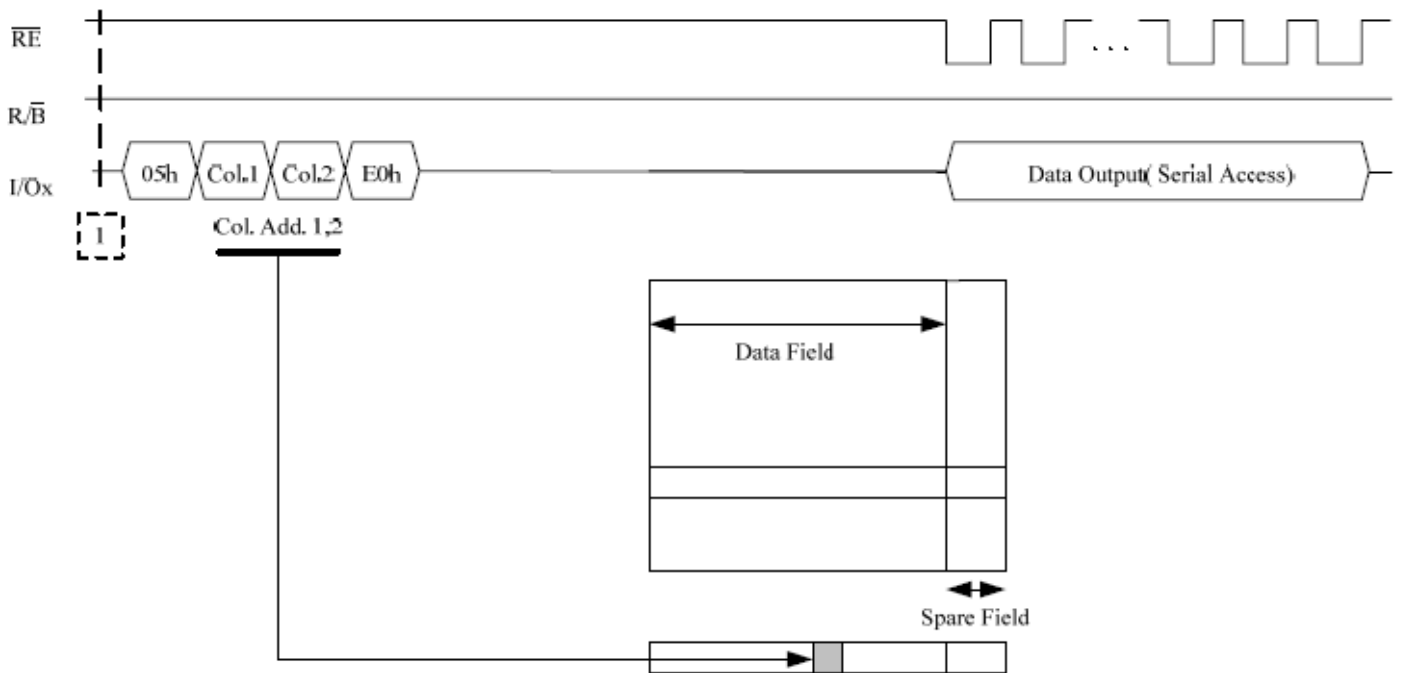 RE
R/B
I/Ox 05h Col.1 Col.2 E0h Data Output( Serial Access)
1 Col. Add. 1,2
Data Field
Spare Field